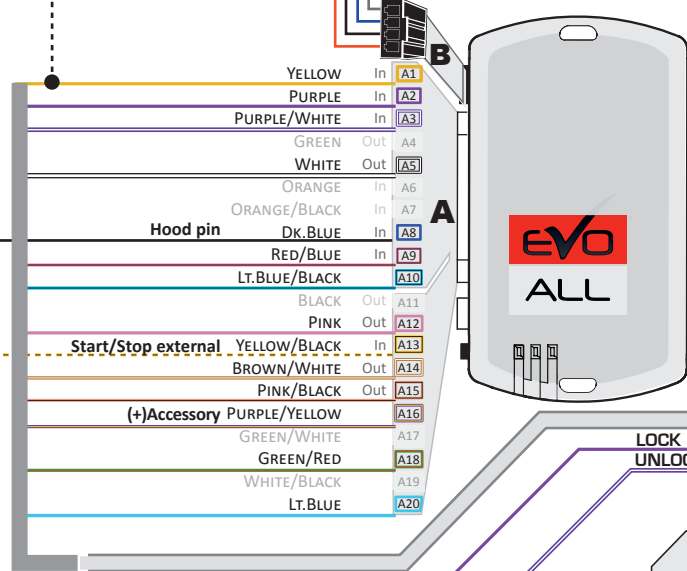 B
YELLOW In A1
PURPLE In A2
PURPLE/WHITE In A3
GREEN Out A4
WHITE Out A5
ORANGE In A6
ORANGE/BLACK In A7
A
Hood pin DK.BLUE In A8
RED/BLUE In A9
LT.BLUE/BLACK A10
BLACK Out A11
PINK Out A12
Start/Stop external YELLOW/BLACK In A13
BROWN/WHITE Out A14
PINK/BLACK Out A15
(+)Accessory PURPLE/YELLOW A16
GREEN/WHITE A17
GREEN/RED A18
WHITE/BLACK A19
LT.BLUE A20
EVO
ALL
LOCK
UNLOC